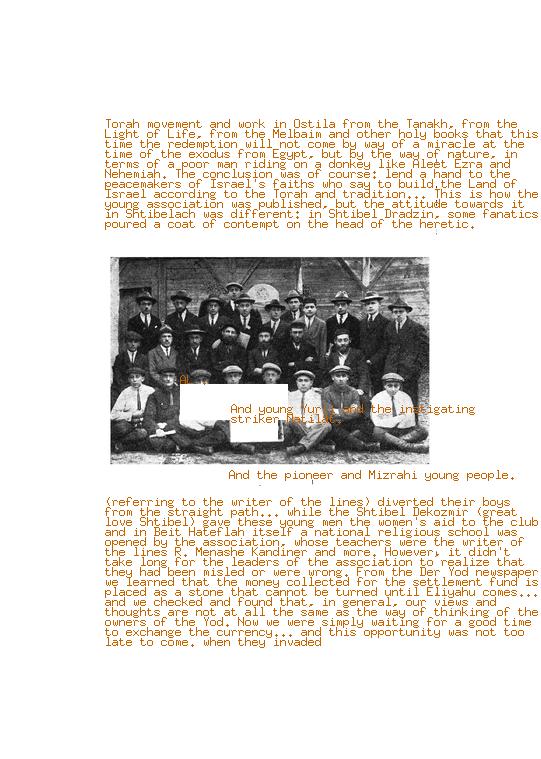 Torah movement and work in Ostila from the Tanakh, from the
Light of Life, from the Melbaim and other holy books that this
time the redemption will not come by way of a miracle at the
time of the exodus from Egypt, but by the way of nature, in
terms of a poor man riding on a donkey like Aleet Ezra and
Nehemiah. The conclusion was of course: lend a hand to the
peacemakers of Israel's faiths who say to build the Land of
Israel according to the Torah and tradition... This is how the
young association was published, but the attitude towards it
in Shtibelach was different: in Shtibel Dradzin, some fanatics
poured a coat of contempt on the head of the heretic.
And young and the instigating
striker
And the pioneer and Mizrahi young people.
(referring to the writer of the lines) diverted their boys
from the straight path... while the Shtibel Dekozmir (great
love Shtibel) gave these young men the women's aid to the club
and in Beit Hateflah itself a national religious school was
opened by the association, whose teachers were the writer of
the lines R. Menashe Kandiner and more. However, it didn't
take long for the leaders of the association to realize that
they had been misled or were wrong. From the Der Yod newspaper
we learned that the money collected for the settlement fund is
placed as a stone that cannot be turned until Eliyahu comes...
and we checked and found that, in general, our views and
thoughts are not at all the same as the way of thinking of the
owners of the Yod. Now we were simply waiting for a good time
to exchange the currency... and this opportunity was not too
late to come. when they invaded